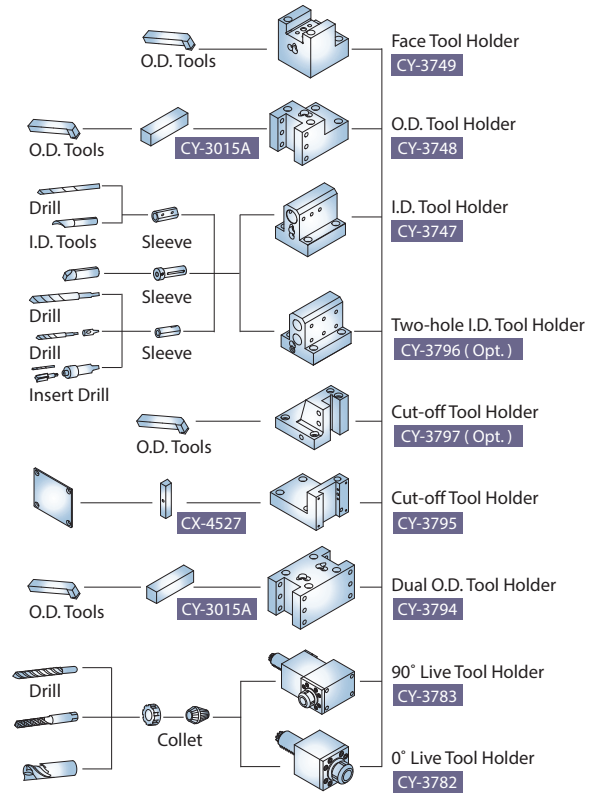 O.D. Tools
Face Tool Holder
CY-3749
O.D. Tools
CY-3015A
O.D. Tool Holder
CY-3748
Drill
I.D. Tools
Sleeve
I.D. Tool Holder
CY-3747
Sleeve
Drill
Drill
Sleeve
Insert Drill
Two-hole I.D. Tool Holder
CY-3796 ( Opt. )
O.D. Tools
Cut-off Tool Holder
CY-3797 ( Opt. )
CX-4527
Cut-off Tool Holder
CY-3795
O.D. Tools
CY-3015A
Dual O.D. Tool Holder
CY-3794
Drill
Collet
90˚ Live Tool Holder
CY-3783
0˚ Live Tool Holder
CY-3782